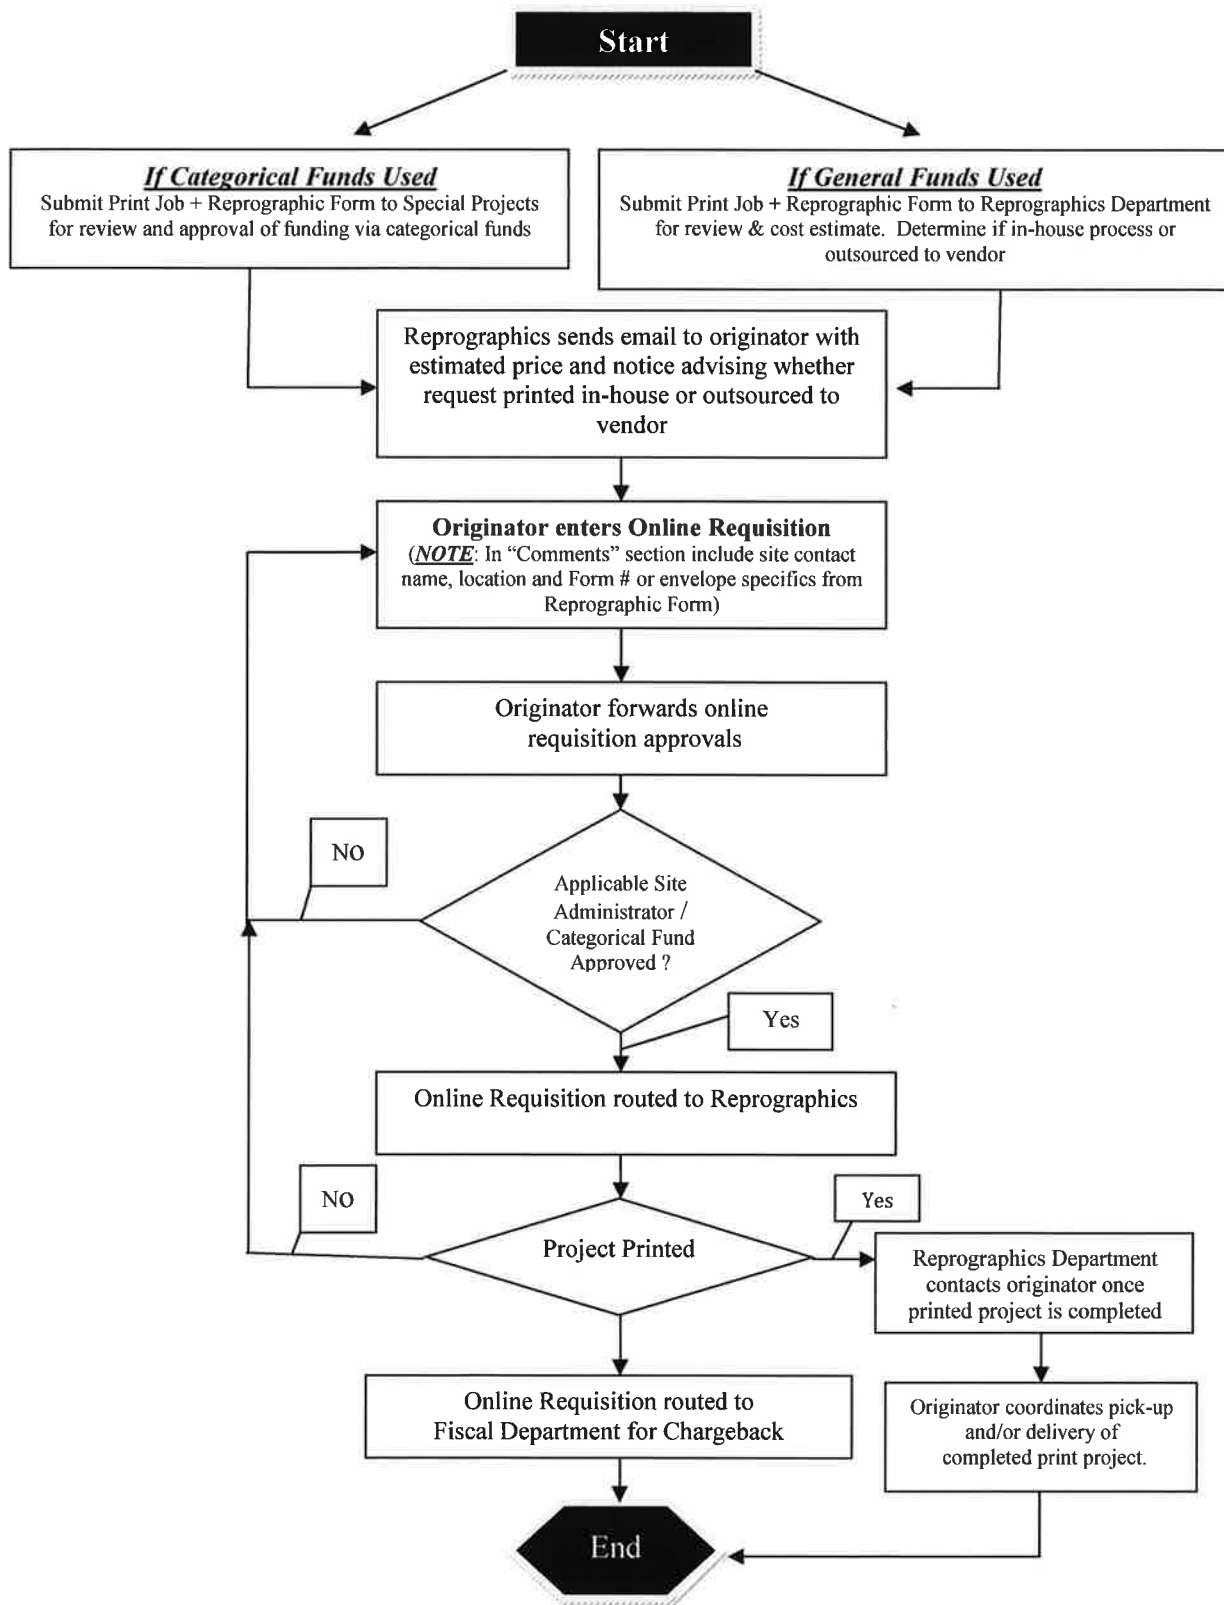 Start
If Categorical Funds Used
Submit Print Job + Reprographic Form to Special Projects
for review and approval of funding via categorical funds
If General Funds Used
Submit Print Job + Reprographic Form to Reprographics Department
for review & cost estimate. Determine if in-house process or
outsourced to vendor
Reprographics sends email to originator with
estimated price and notice advising whether
request printed in-house or outsourced to
vendor
Originator enters Online Requisition
(NOTE: In “Comments” section include site contact
name, location and Form # or envelope specifics from
Reprographic Form)
Originator forwards online
requisition approvals
NO
Applicable Site
Administrator /
Categorical Fund
Approved ?
Yes
Online Requisition routed to Reprographics
NO
Project Printed
Yes
Reprographics Department
contacts originator once
printed project is completed
Online Requisition routed to
Fiscal Department for Chargeback
Originator coordinates pick-up
and/or delivery of
completed print project.
End